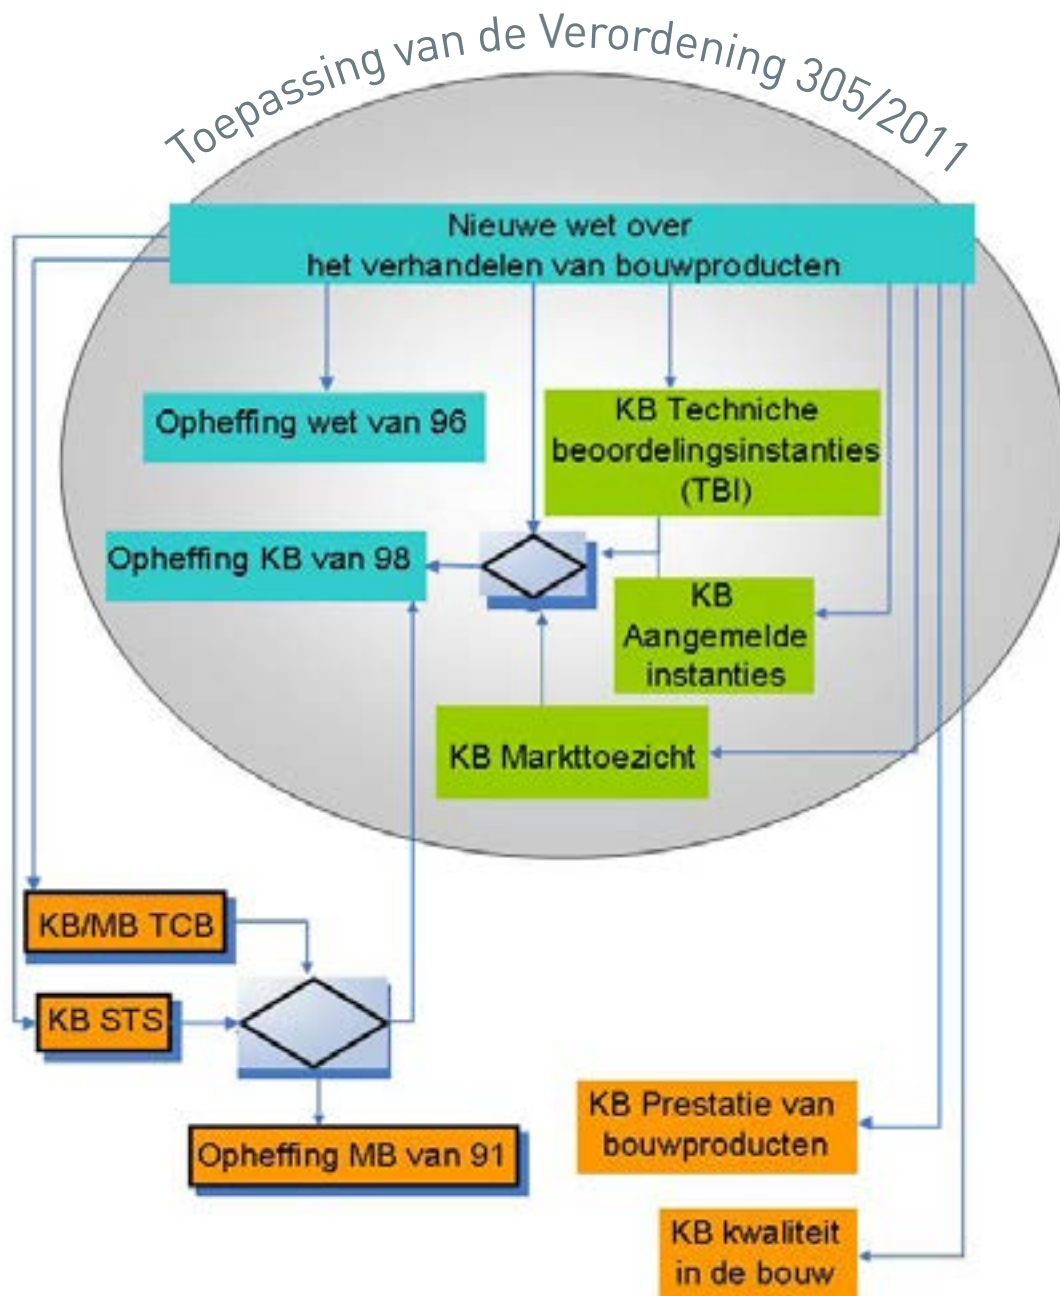 Toepassing van de Verordening 305/2011
Nieuwe wet over
het verhandelen van bouwproducten
Opheffing wet van 96
KB Techniche
beoordelingsinstanties
(TBI)
Opheffing KB van 98
KB
Aangemelde
instanties
KB Markttoezicht
KB/MB TCB
KB STS
Opheffing MB van 91
KB Prestatie van
bouwproducten
KB kwaliteit
in de bouw